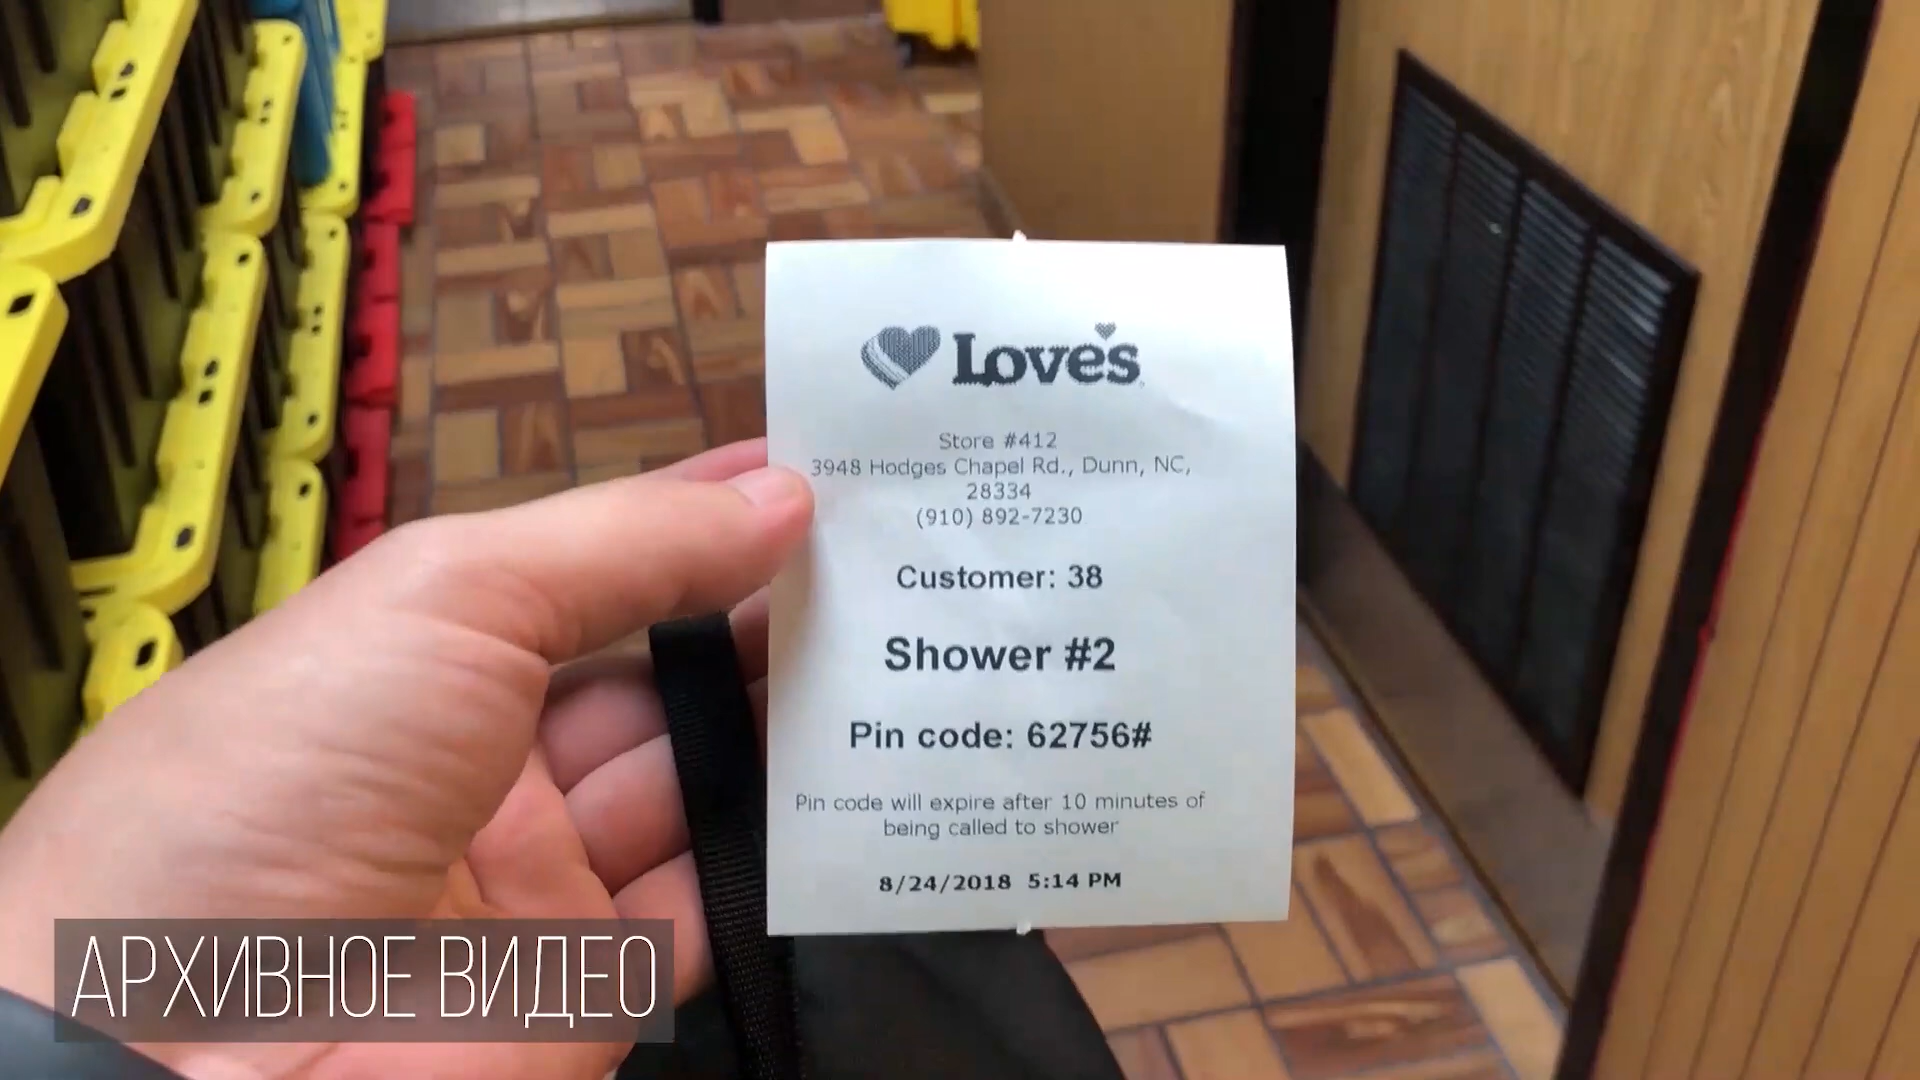 Love's
Store #412
3948 Hodges Chapel Rd., Dunn, NC,
28334
(910) 892-7230
Customer: 38
Shower #2
Pin code: 62756#
Pin code will expire after 10 minutes of
being called to shower
8/24/2018 5:14 PM
АРХИВНОЕ ВИДЕО